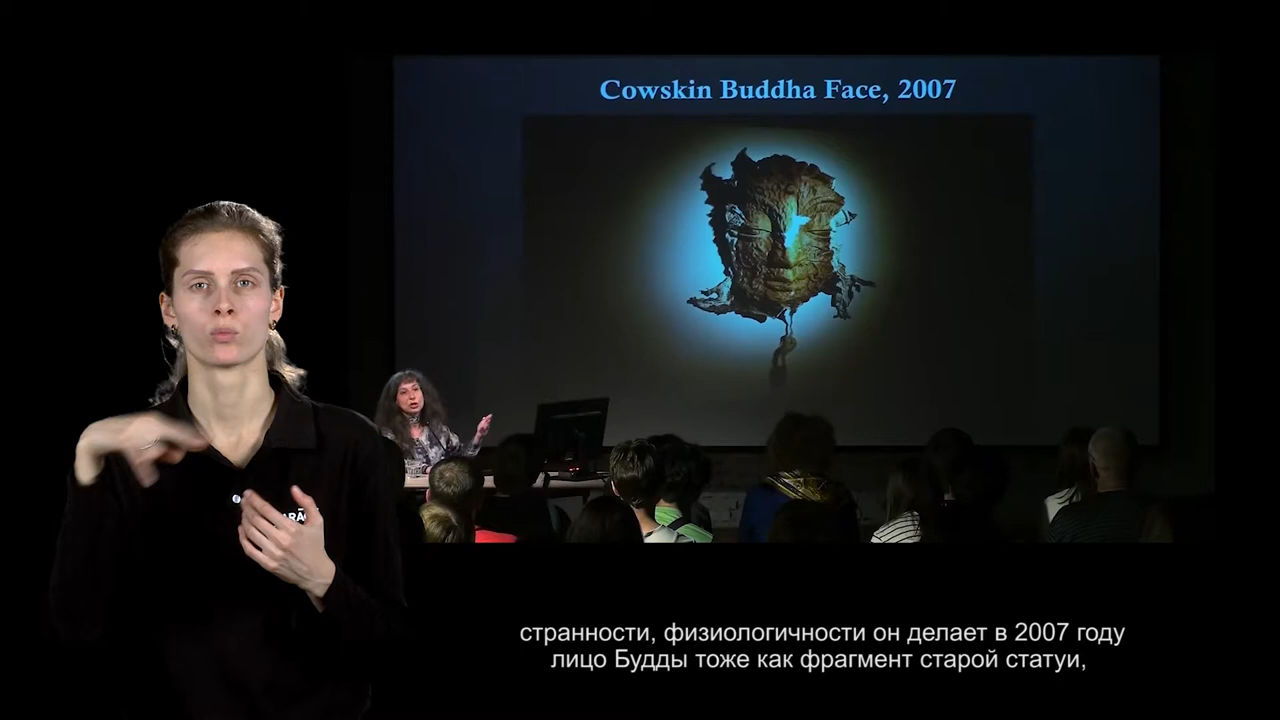 Cowskin Buddha Face, 2007
странности, физиологичности он делает в 2007 году
лицо Будды тоже как фрагмент старой статуи,